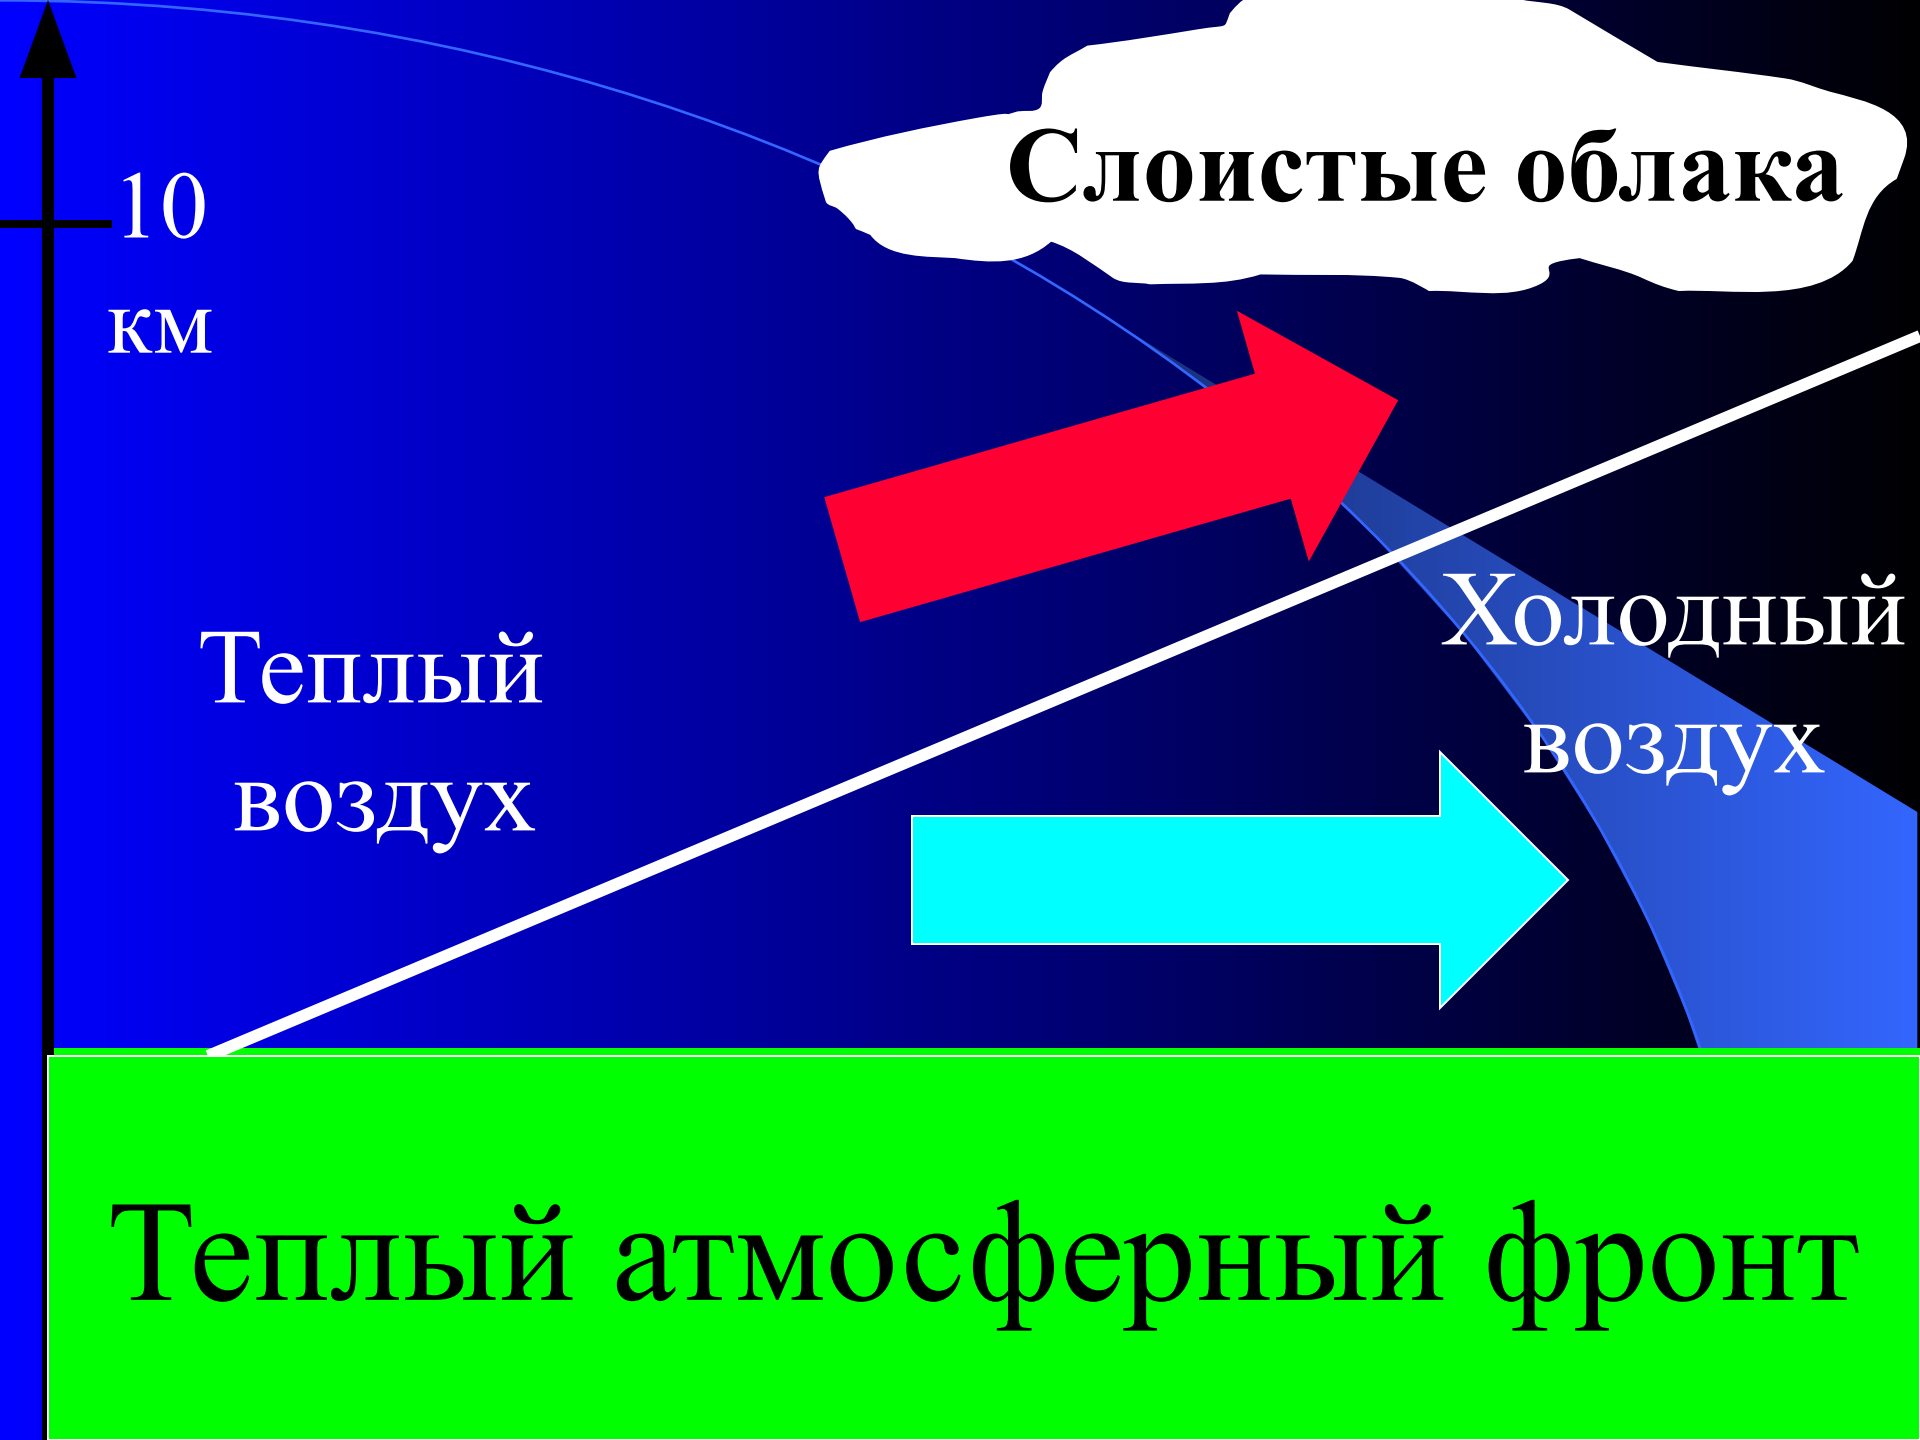 Слоистые облака
10
км
Теплый
воздух
Холодный
воздух
Теплый атмосферный фронт